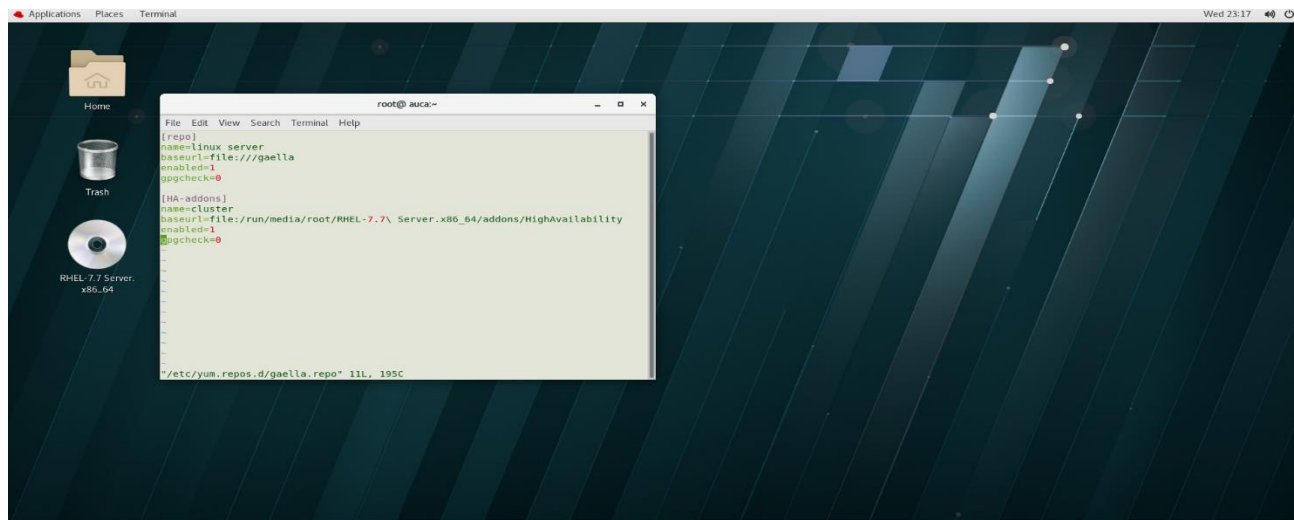 Applications Places Terminal Wed 23:17
Home
Trash
RHEL-7.7 Server.
x86_64
root@ auca:~
File Edit View Search Terminal Help
[repo]
name=linux server
baseurl=file:///gaella
enabled=1
gpgcheck=0
[HA-addons]
name=cluster
baseurl=file:/run/media/root/RHEL-7.7\ Server.x86_64/addons/HighAvailability
enabled=1
gpgcheck=0
~
~
~
~
~
~
~
~
~
"/etc/yum.repos.d/gaella.repo" 11L, 195C